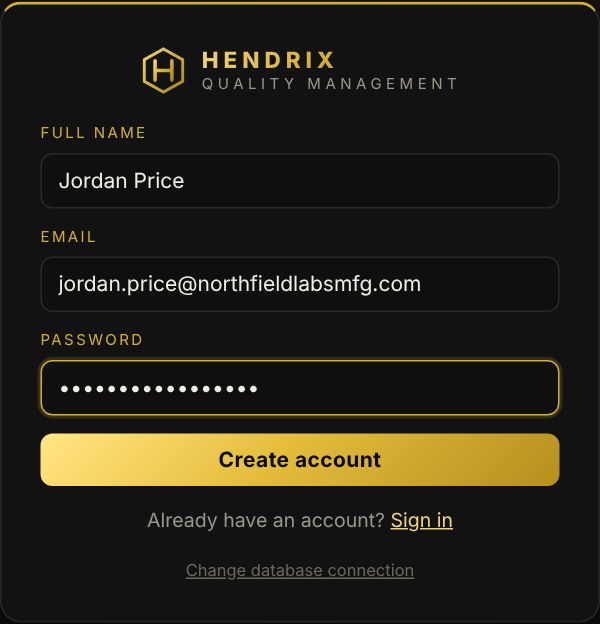 HENDRIX
QUALITY MANAGEMENT
FULL NAME
Jordan Price
EMAIL
jordan.price@northfieldlabsmfg.com
PASSWORD
•••••••••••••••••
Create account
Already have an account? Sign in
Change database connection